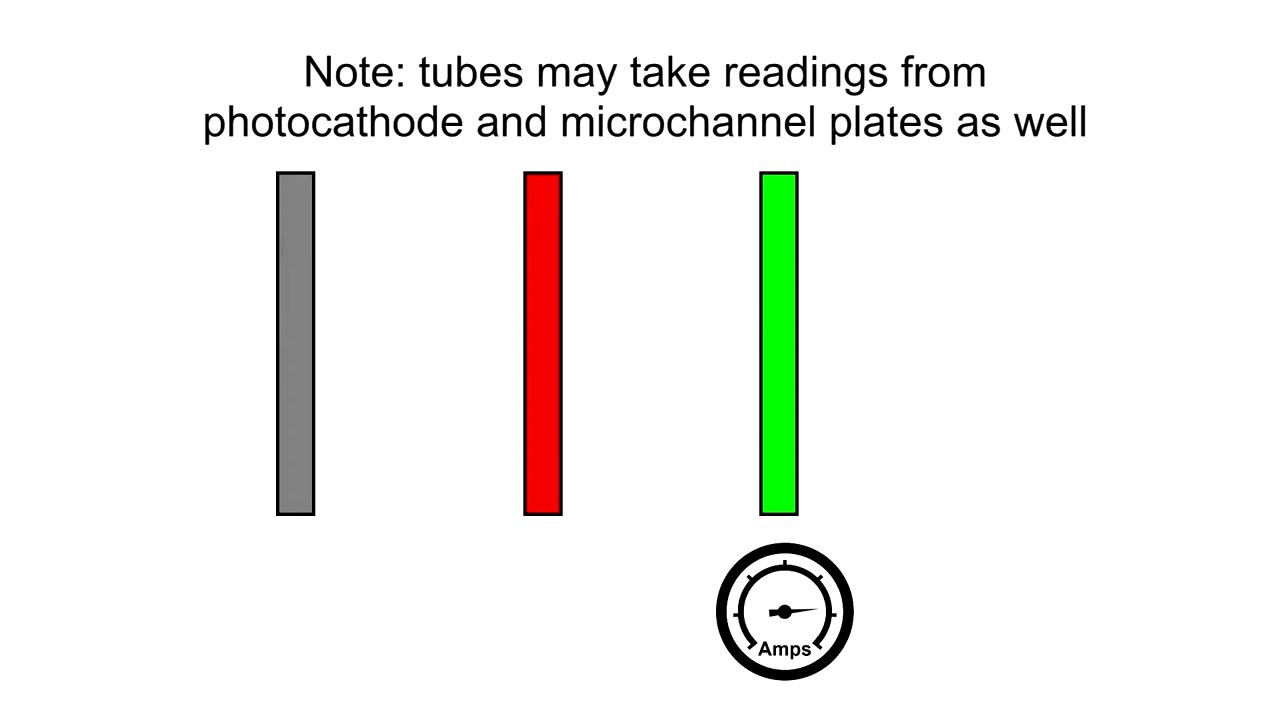 Note: tubes may take readings from
photocathode and microchannel plates as well
Amps